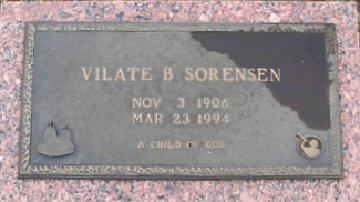 VILATE B SORENSEN
NOV 3 1906
MAR 23 1994
A CHILD OF GOD